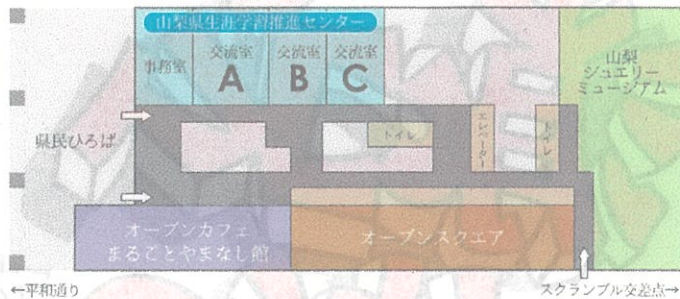 山梨県生涯学習推進センター
事務室
交流室
A
交流室
B
交流室
C
山梨
ジュエリー
ミュージアム
県民ひろば
トイレ
エレベーター
トイレ
オープンカフェ
まるごとやまなし館
オープンスクエア
←平和通り
スクランブル交差点→